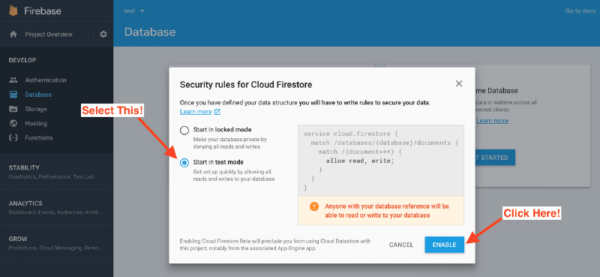 Firebase
test
Go to docs
Project Overview
Database
DEVELOP
Authentication
Database
Storage
Hosting
Functions
STABILITY
Crashlytics, Performance, Test Lab
ANALYTICS
Dashboard, Events, Audiences, Attrib...
GROW
Predictions, Cloud Messaging, Remo...
Select This!
Security rules for Cloud Firestore
Once you have defined your data structure you will have to write rules to secure your data.
Learn more
Start in locked mode
Make your database private by
denying all reads and writes
Start in test mode
Get set up quickly by allowing all
reads and writes to your database
service cloud.firestore {
match /databases/{database}/documents {
match /{document=**} {
allow read, write;
}
}
}
Anyone with your database reference will be
able to read or write to your database
Enabling Cloud Firestore Beta will preclude you from using Cloud Datastore with
this project, notably from the associated App Engine app
CANCEL
ENABLE
me Database
data in realtime across all
clients.
STARTED
Click Here!